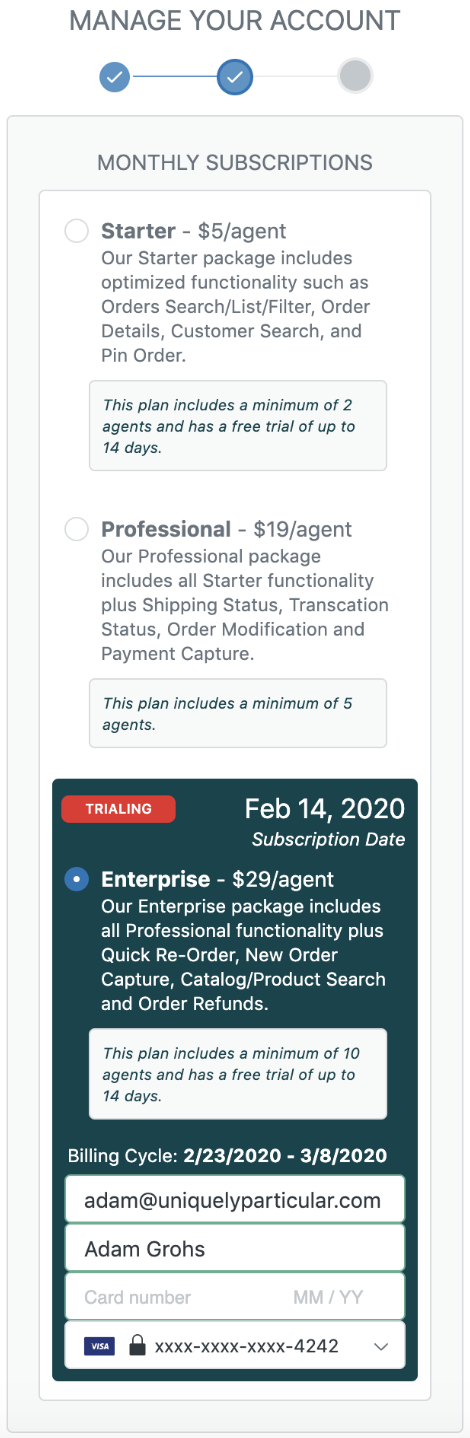 MANAGE YOUR ACCOUNT
MONTHLY SUBSCRIPTIONS
Starter - $5/agent
Our Starter package includes
optimized functionality such as
Orders Search/List/Filter, Order
Details, Customer Search, and
Pin Order.
This plan includes a minimum of 2
agents and has a free trial of up to
14 days.
Professional - $19/agent
Our Professional package
includes all Starter functionality
plus Shipping Status, Transcation
Status, Order Modification and
Payment Capture.
This plan includes a minimum of 5
agents.
TRIALING
Feb 14, 2020
Subscription Date
Enterprise - $29/agent
Our Enterprise package includes
all Professional functionality plus
Quick Re-Order, New Order
Capture, Catalog/Product Search
and Order Refunds.
This plan includes a minimum of 10
agents and has a free trial of up to
14 days.
Billing Cycle: 2/23/2020 - 3/8/2020
adam@uniquelyparticular.com
Adam Grohs
Card number MM / YY
VISA xxxx-xxxx-xxxx-4242